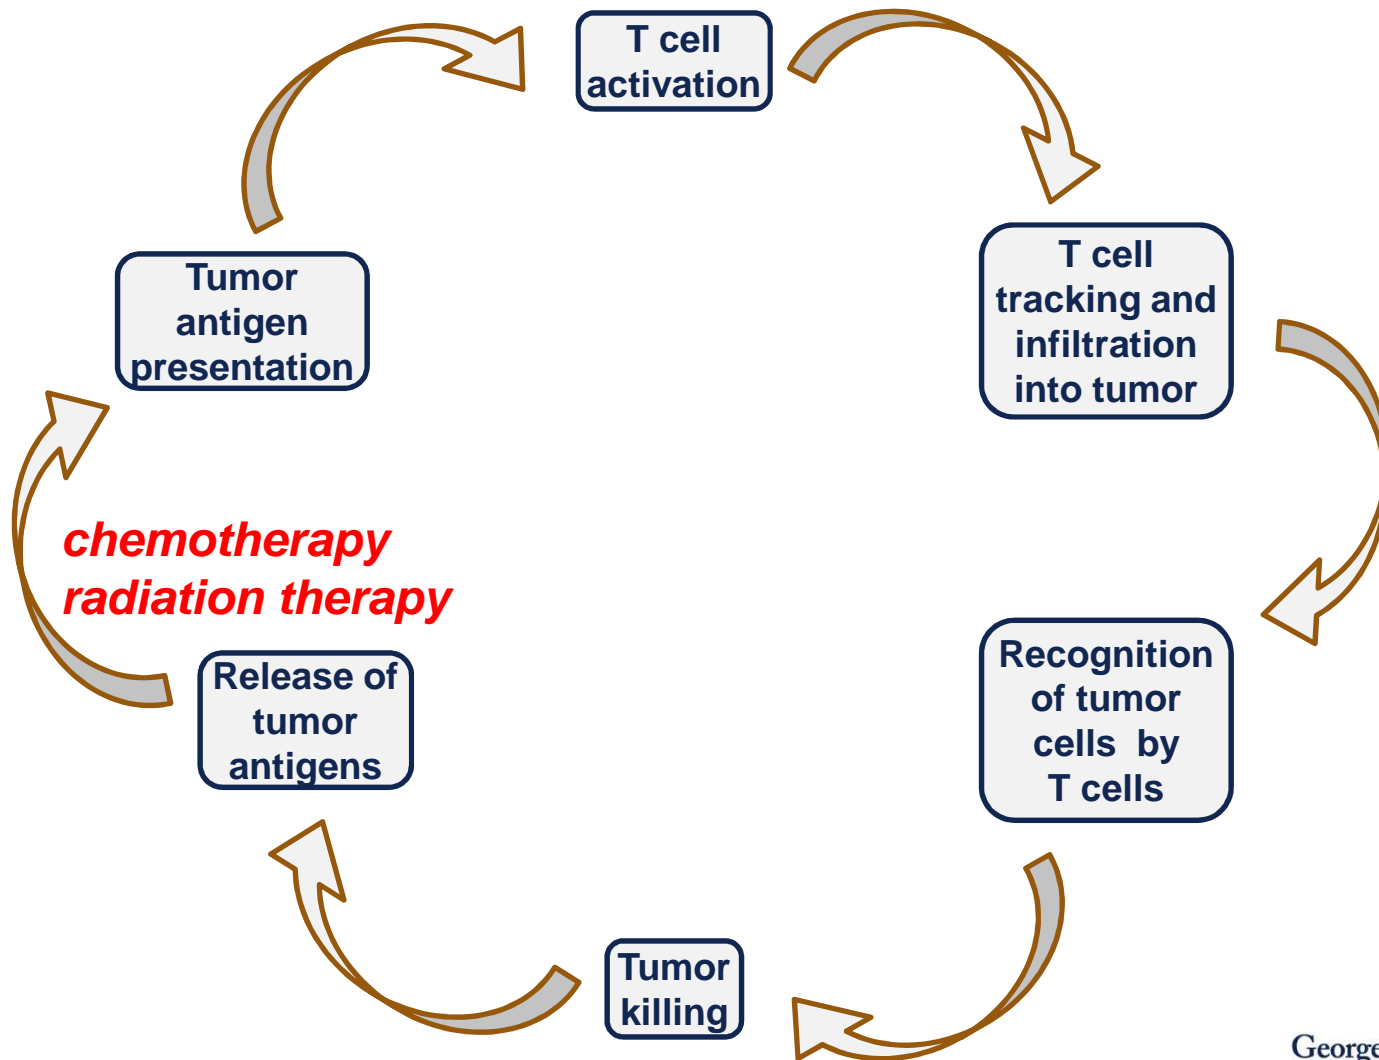 T cell
activation
Tumor
antigen
presentation
T cell
tracking and
infiltration
into tumor
chemotherapy
radiation therapy
Release of
tumor
antigens
Recognition
of tumor
cells by
T cells
Tumor
killing
George